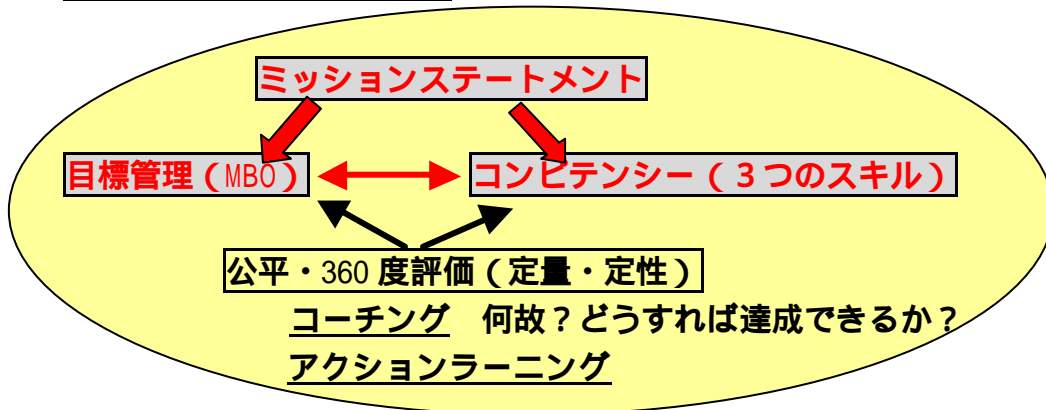 ミッションステートメント
目標管理(MBO)
コンピテンシー(3つのスキル)
公平・360度評価(定量・定性)
コーチング 何故?どうすれば達成できるか?
アクションラーニング